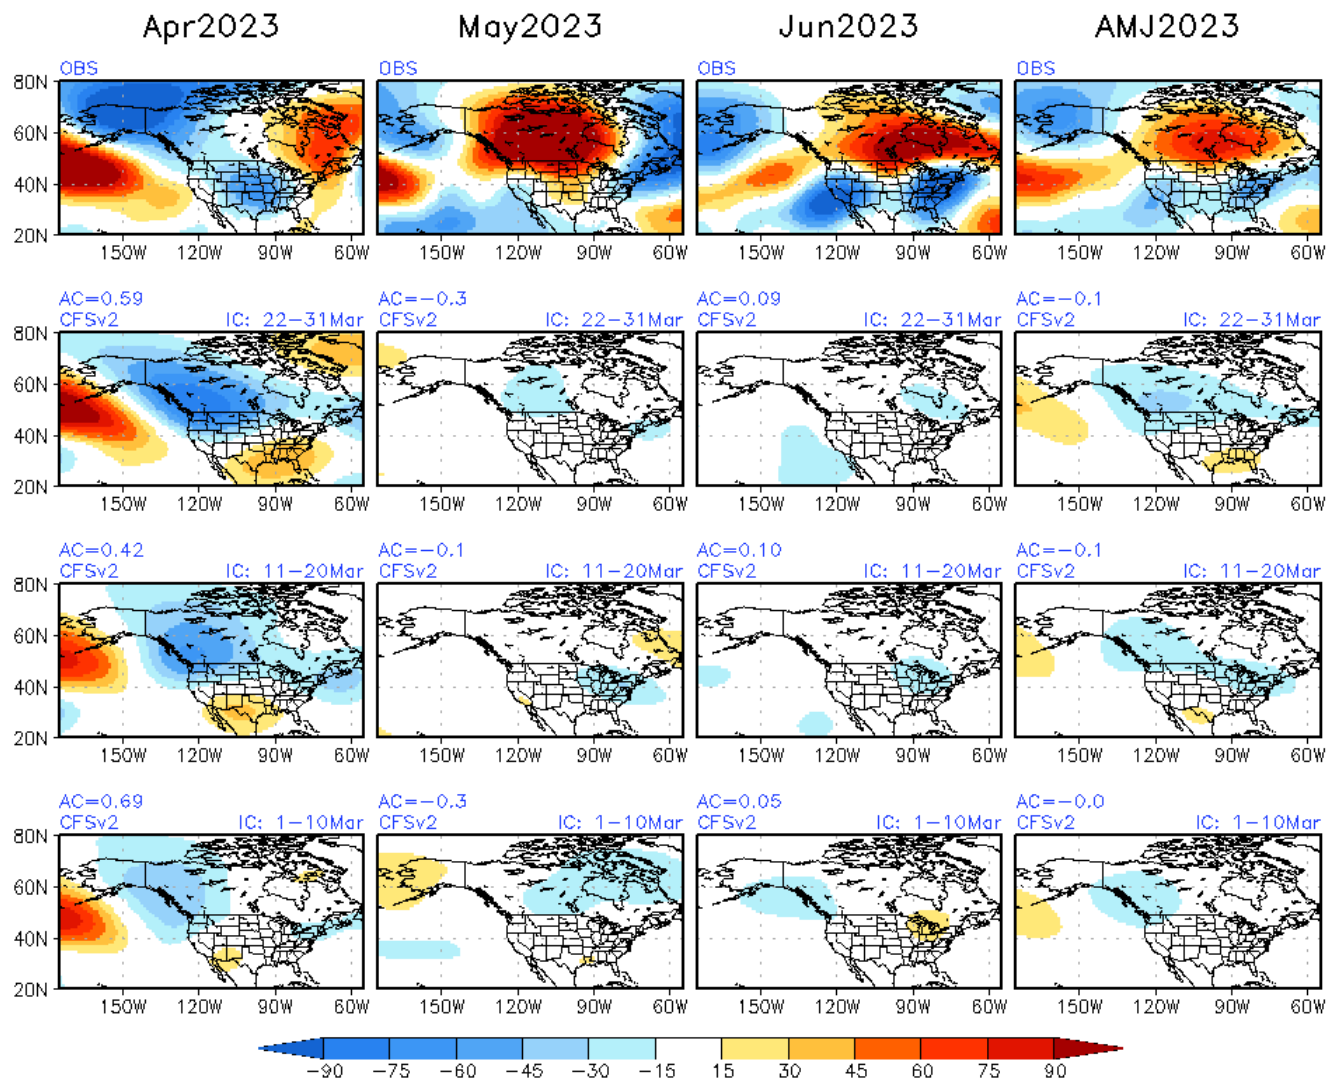 Apr2023 May2023 Jun2023 AMJ2023
OBS OBS OBS OBS
80N
60N
40N
20N
150W 120W 90W 60W 150W 120W 90W 60W 150W 120W 90W 60W 150W 120W 90W 60W
AC=0.59 AC=-0.3 AC=0.09 AC=-0.1
CFSv2 IC: 22-31Mar CFSv2 IC: 22-31Mar CFSv2 IC: 22-31Mar CFSv2 IC: 22-31Mar
80N
60N
40N
20N
150W 120W 90W 60W 150W 120W 90W 60W 150W 120W 90W 60W 150W 120W 90W 60W
AC=0.42 AC=-0.1 AC=0.10 AC=-0.1
CFSv2 IC: 11-20Mar CFSv2 IC: 11-20Mar CFSv2 IC: 11-20Mar CFSv2 IC: 11-20Mar
80N
60N
40N
20N
150W 120W 90W 60W 150W 120W 90W 60W 150W 120W 90W 60W 150W 120W 90W 60W
AC=0.69 AC=-0.3 AC=0.05 AC=-0.0
CFSv2 IC: 1-10Mar CFSv2 IC: 1-10Mar CFSv2 IC: 1-10Mar CFSv2 IC: 1-10Mar
80N
60N
40N
20N
150W 120W 90W 60W 150W 120W 90W 60W 150W 120W 90W 60W 150W 120W 90W 60W
-90 -75 -60 -45 -30 -15 15 30 45 60 75 90